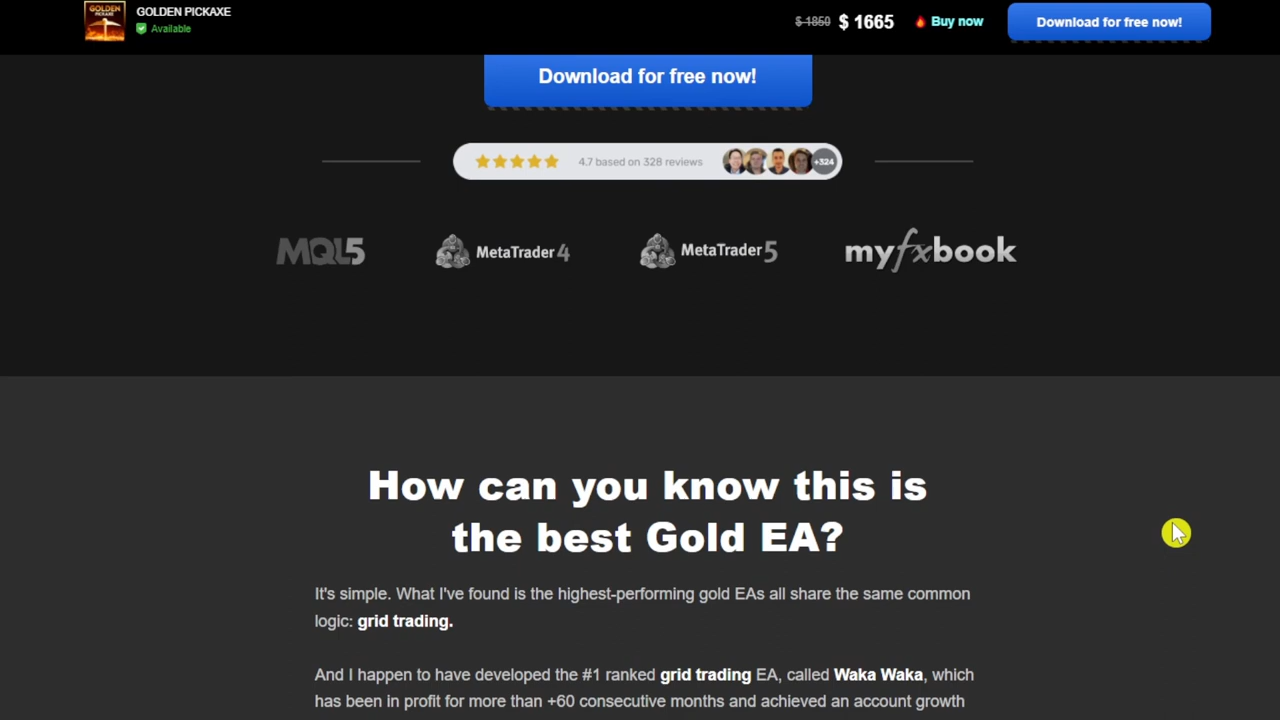 GOLDEN PICKAXE
GOLDEN
PICKAXE
Available
$ 1850 $ 1665
Buy now
Download for free now!
Download for free now!
4.7 based on 328 reviews
+324
MQL5
MetaTrader 4
MetaTrader 5
myfxbook
How can you know this is
the best Gold EA?
It's simple. What I've found is the highest-performing gold EAs all share the same common
logic: grid trading.
And I happen to have developed the #1 ranked grid trading EA, called Waka Waka, which
has been in profit for more than +60 consecutive months and achieved an account growth